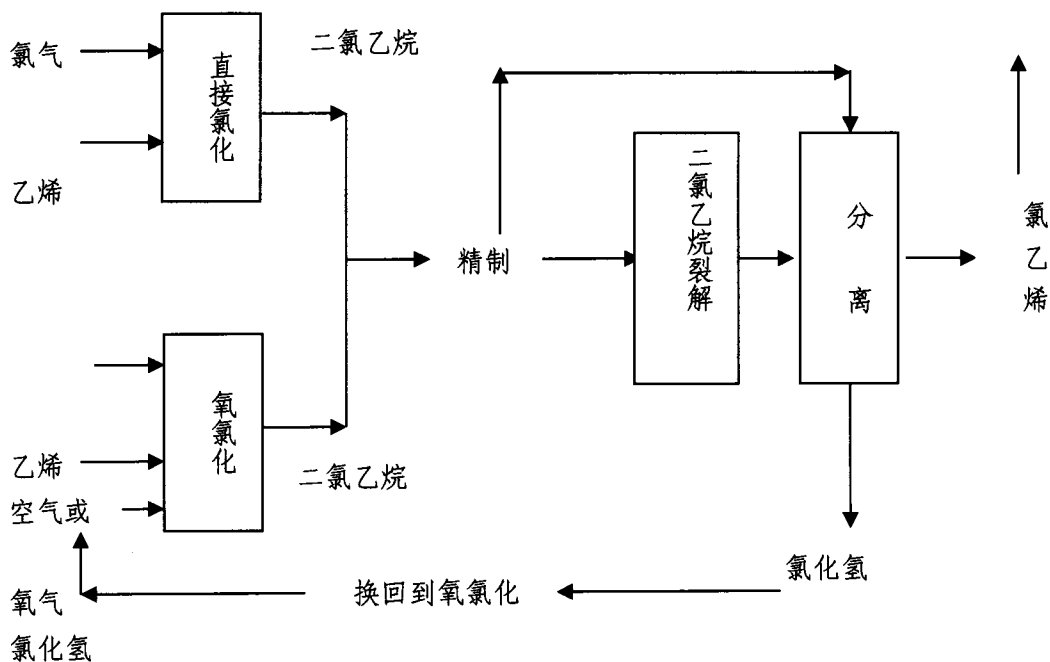 氯气
乙烯
直接氯化
二氯乙烷
乙烯
空气或
氧气
氯化氢
氧氯化
二氯乙烷
精制
二氯乙烷裂解
分离
氯乙烯
氯化氢
换回到氧氯化